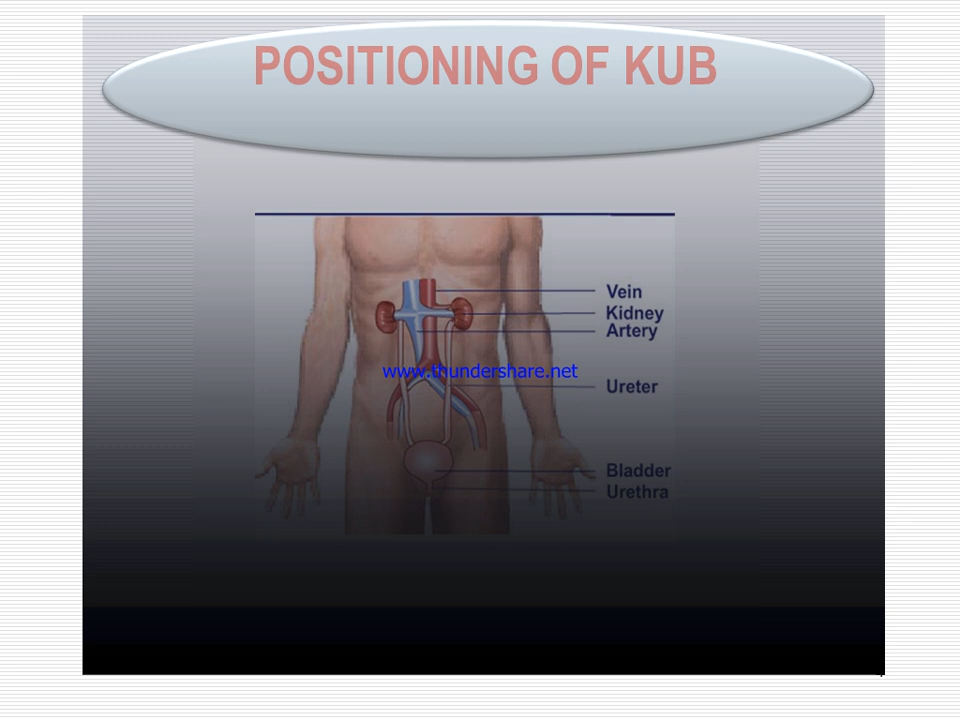 POSITIONING OF KUB
Vein
Kidney
Artery
www.thundershare.net
Ureter
Bladder
Urethra